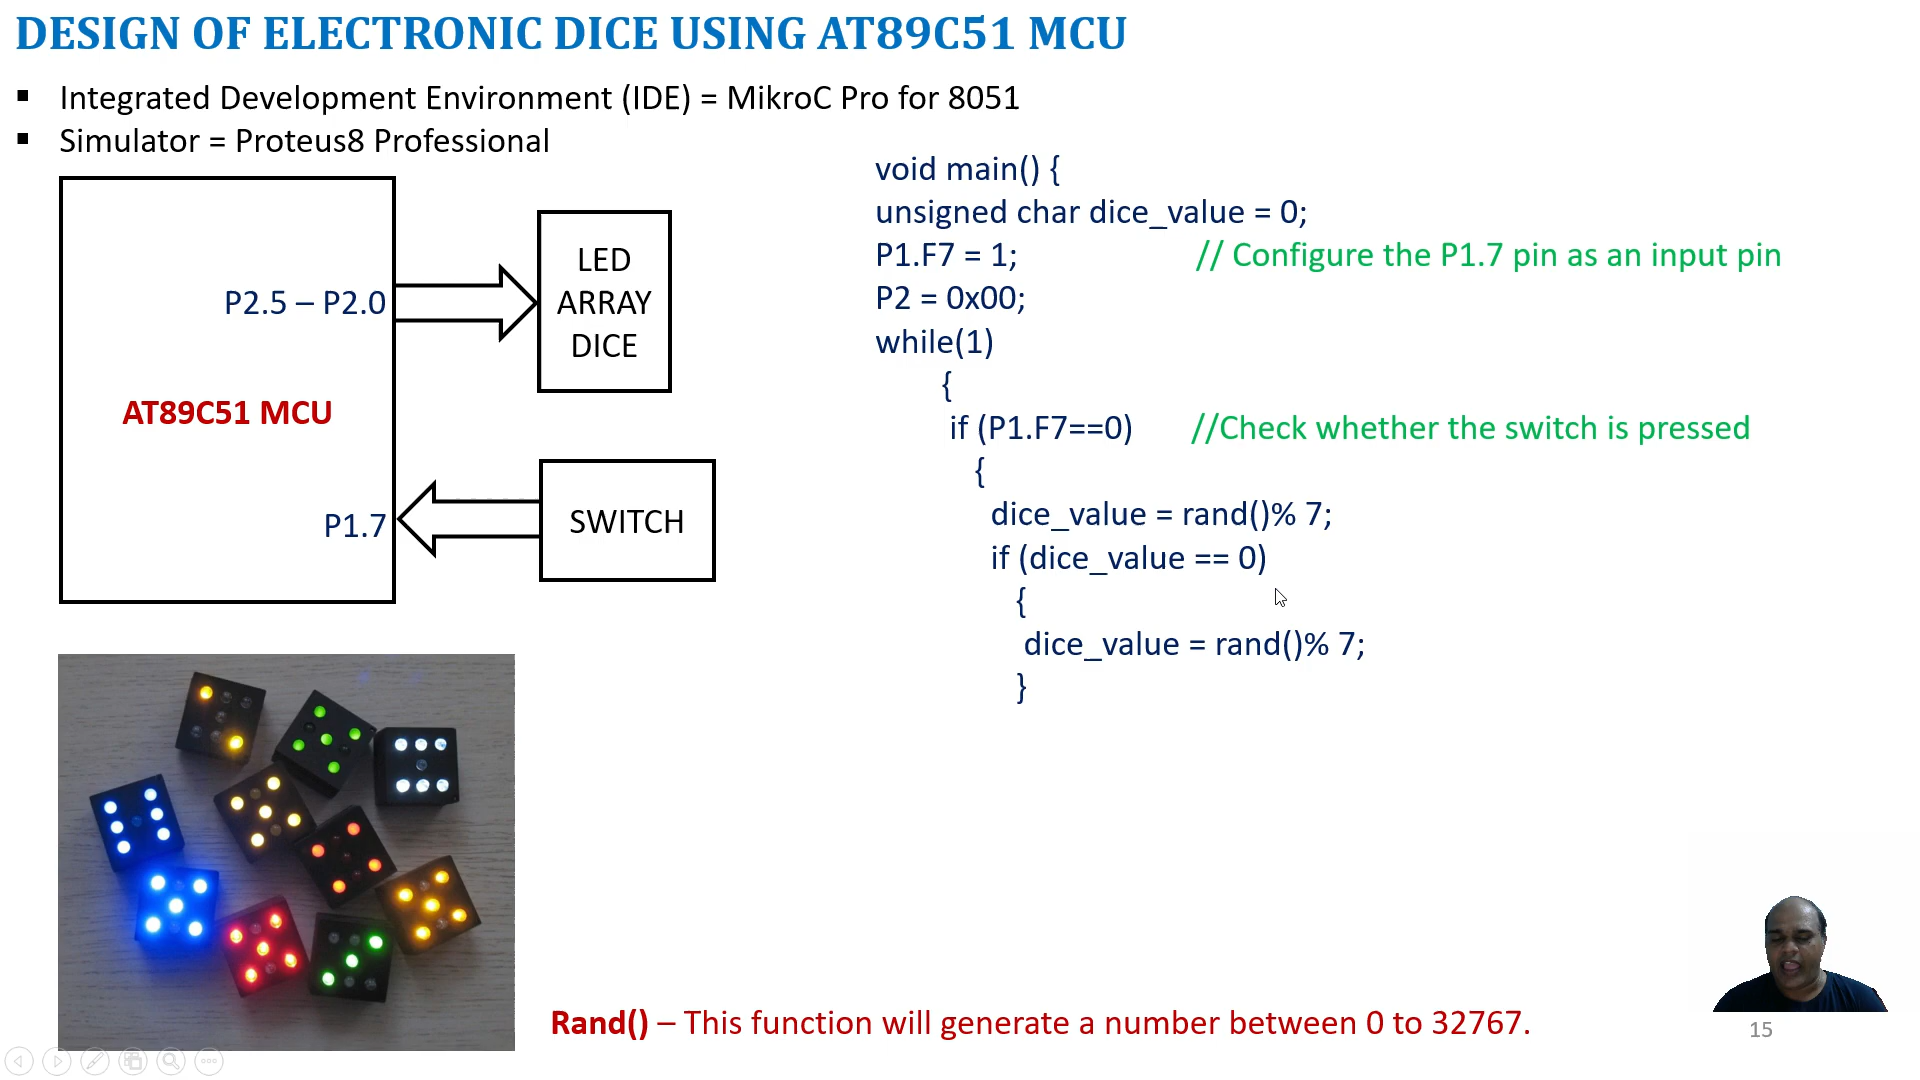 DESIGN OF ELECTRONIC DICE USING AT89C51 MCU
▪ Integrated Development Environment (IDE) = MikroC Pro for 8051
▪ Simulator = Proteus8 Professional
P2.5 – P2.0
LED
ARRAY
DICE
AT89C51 MCU
P1.7
SWITCH
void main() {
unsigned char dice_value = 0;
P1.F7 = 1; // Configure the P1.7 pin as an input pin
P2 = 0x00;
while(1)
{
if (P1.F7==0) //Check whether the switch is pressed
{
dice_value = rand()% 7;
if (dice_value == 0)
{
dice_value = rand()% 7;
}
Rand() – This function will generate a number between 0 to 32767.
15